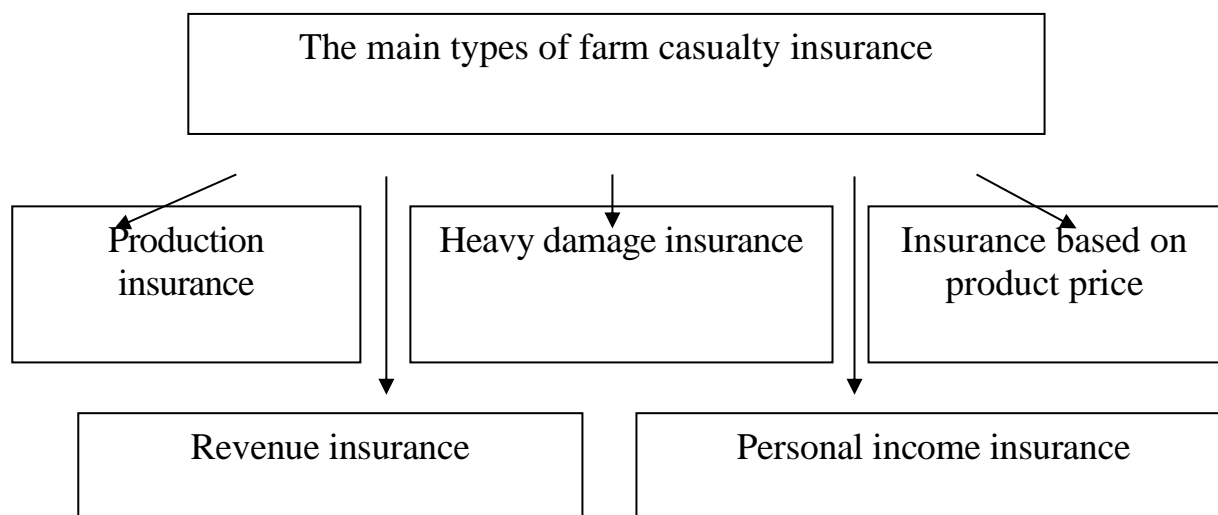 The main types of farm casualty insurance
Production
insurance
Heavy damage insurance
Insurance based on
product price
Revenue insurance
Personal income insurance